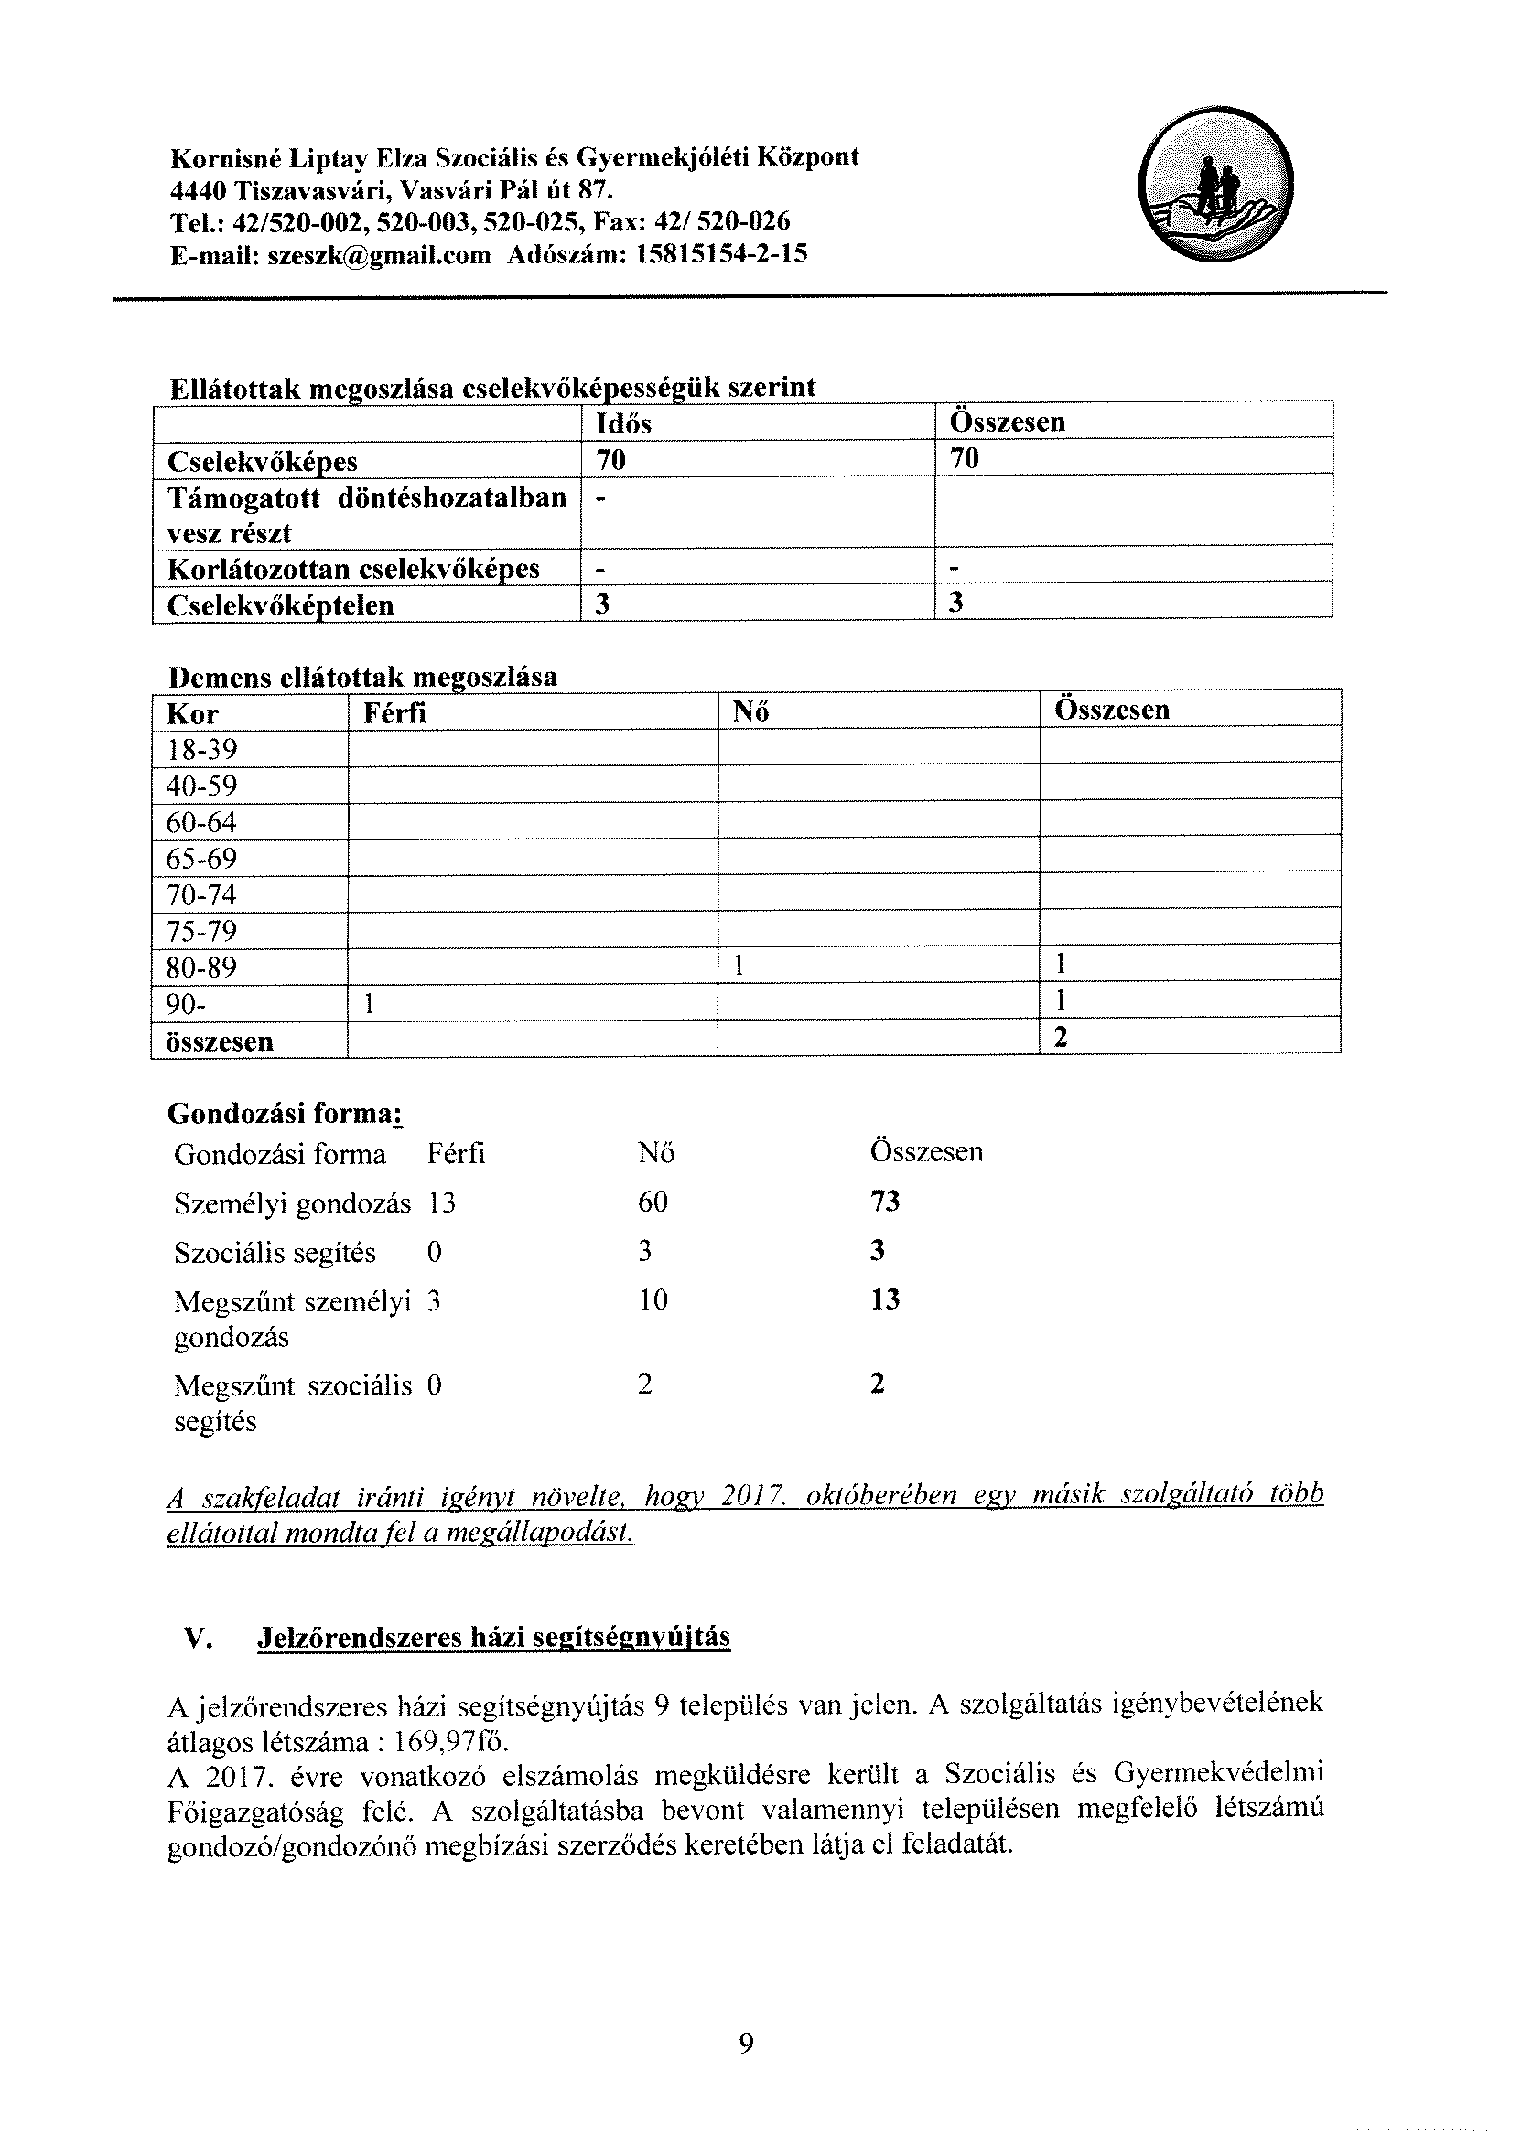 Kornisné Liptay Elza Szociális és Gyermekjóléti Központ
4440 Tiszavasvári, Vasvári Pál út 87.
Tel.: 42/520-002, 520-003, 520-025, Fax: 42/ 520-026
E-mail: szeszk@gmail.com Adószám: 15815154-2-15
Ellátottak megoszlása cselekvőképességük szerint
Idős Összesen
Cselekvőképes 70 70
Támogatott döntéshozatalban -
vesz részt
Korlátozottan cselekvőképes - -
Cselekvőképtelen 3 3
Demens ellátottak megoszlása
Kor Férfi Nő Összesen
18-39
40-59
60-64
65-69
70-74
75-79
80-89 1 1
90- 1 1
összesen 2
Gondozási forma:
Gondozási forma Férfi Nő Összesen
Személyi gondozás 13 60 73
Szociális segítés 0 3 3
Megszűnt személyi 3 10 13
gondozás
Megszűnt szociális 0 2 2
segítés
A szakfeladat iránti igényt növelte, hogy 2017. októberében egy másik szolgáltató több
ellátottal mondta fel a megállapodást.
V. Jelzőrendszeres házi segítségnyújtás
A jelzőrendszeres házi segítségnyújtás 9 település van jelen. A szolgáltatás igénybevételének
átlagos létszáma : 169,97fő.
A 2017. évre vonatkozó elszámolás megküldésre került a Szociális és Gyermekvédelmi
Főigazgatóság felé. A szolgáltatásba bevont valamennyi településen megfelelő létszámú
gondozó/gondozónő megbízási szerződés keretében látja el feladatát.
9